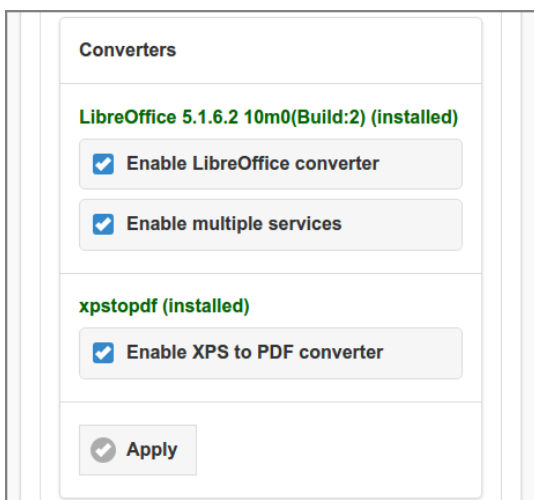 Converters
LibreOffice 5.1.6.2 10m0(Build:2) (installed)
Enable LibreOffice converter
Enable multiple services
xpstopdf (installed)
Enable XPS to PDF converter
Apply